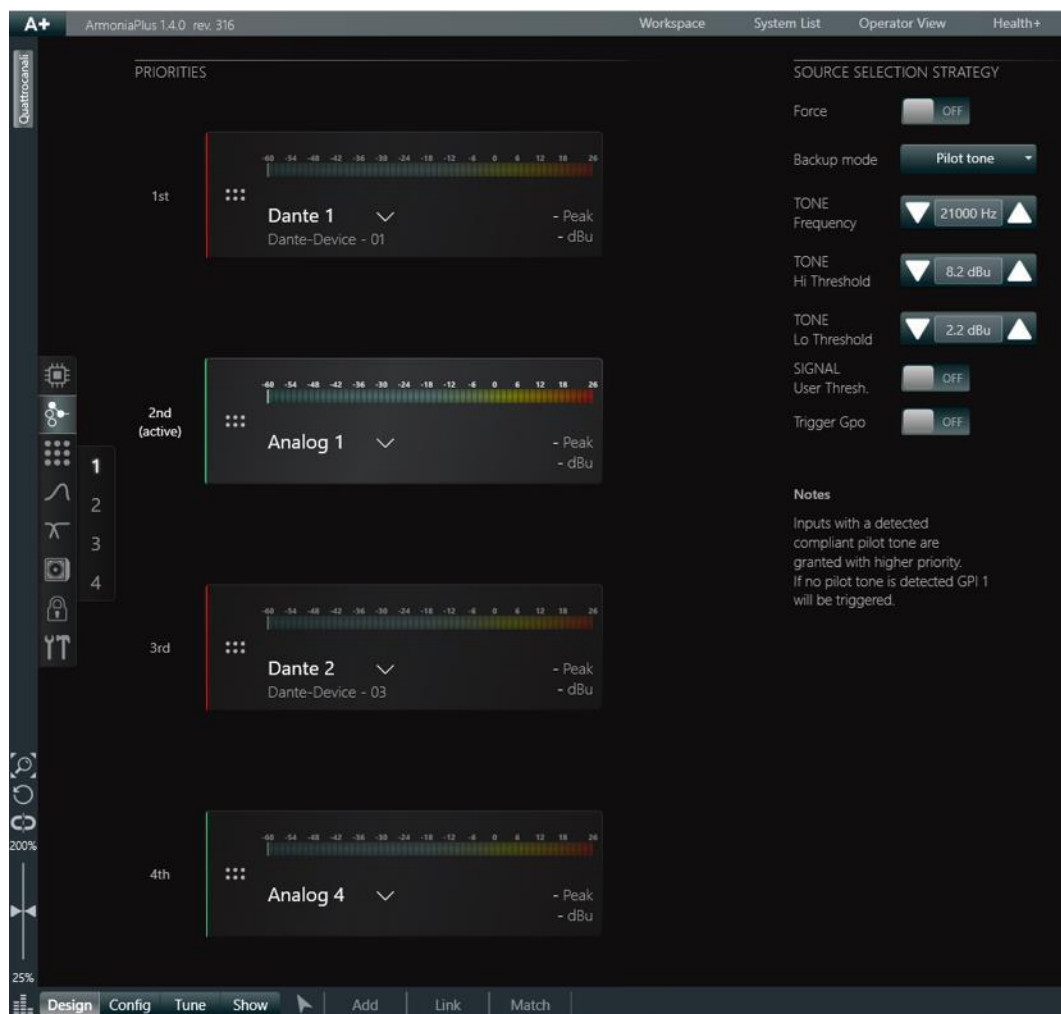 A+ ArmoniaPlus 1.4.0 rev. 316 Workspace System List Operator View Health+
Quattrocanali
PRIORITIES
1st
-60 -54 -48 -42 -36 -30 -24 -18 -12 -6 0 6 12 18 26
Dante 1 - Peak
Dante-Device - 01 - dBu
2nd
(active)
-60 -54 -48 -42 -36 -30 -24 -18 -12 -6 0 6 12 18 26
Analog 1 - Peak
- dBu
1
2
3
4
3rd
-60 -54 -48 -42 -36 -30 -24 -18 -12 -6 0 6 12 18 26
Dante 2 - Peak
Dante-Device - 03 - dBu
4th
-60 -54 -48 -42 -36 -30 -24 -18 -12 -6 0 6 12 18 26
Analog 4 - Peak
- dBu
SOURCE SELECTION STRATEGY
Force OFF
Backup mode Pilot tone
TONE
Frequency 21000 Hz
TONE
Hi Threshold 8.2 dBu
TONE
Lo Threshold 2.2 dBu
SIGNAL
User Thresh. OFF
Trigger Gpo OFF
Notes
Inputs with a detected
compliant pilot tone are
granted with higher priority.
If no pilot tone is detected GPI 1
will be triggered.
200%
25%
Design Config Tune Show Add Link Match